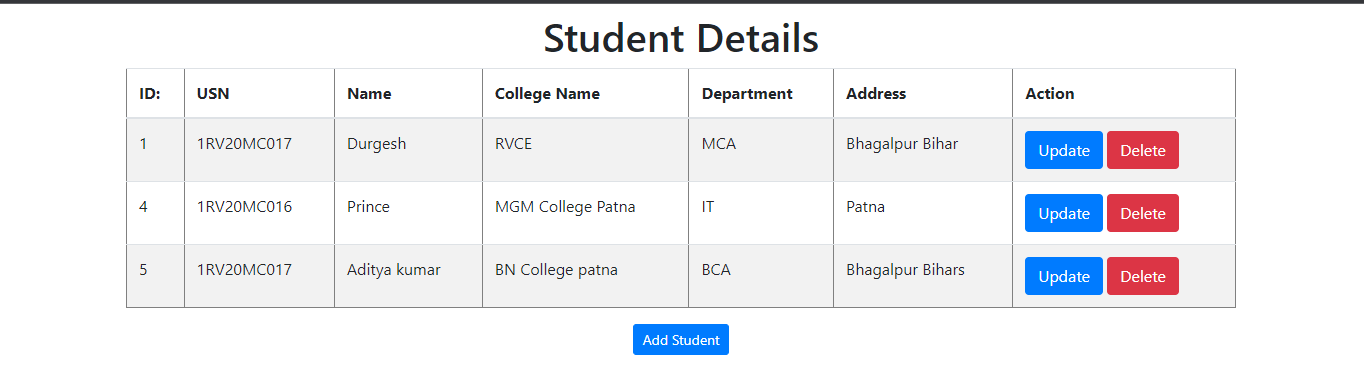 Student Details
ID: USN Name College Name Department Address Action
1 1RV20MC017 Durgesh RVCE MCA Bhagalpur Bihar Update Delete
4 1RV20MC016 Prince MGM College Patna IT Patna Update Delete
5 1RV20MC017 Aditya kumar BN College patna BCA Bhagalpur Bihars Update Delete
Add Student